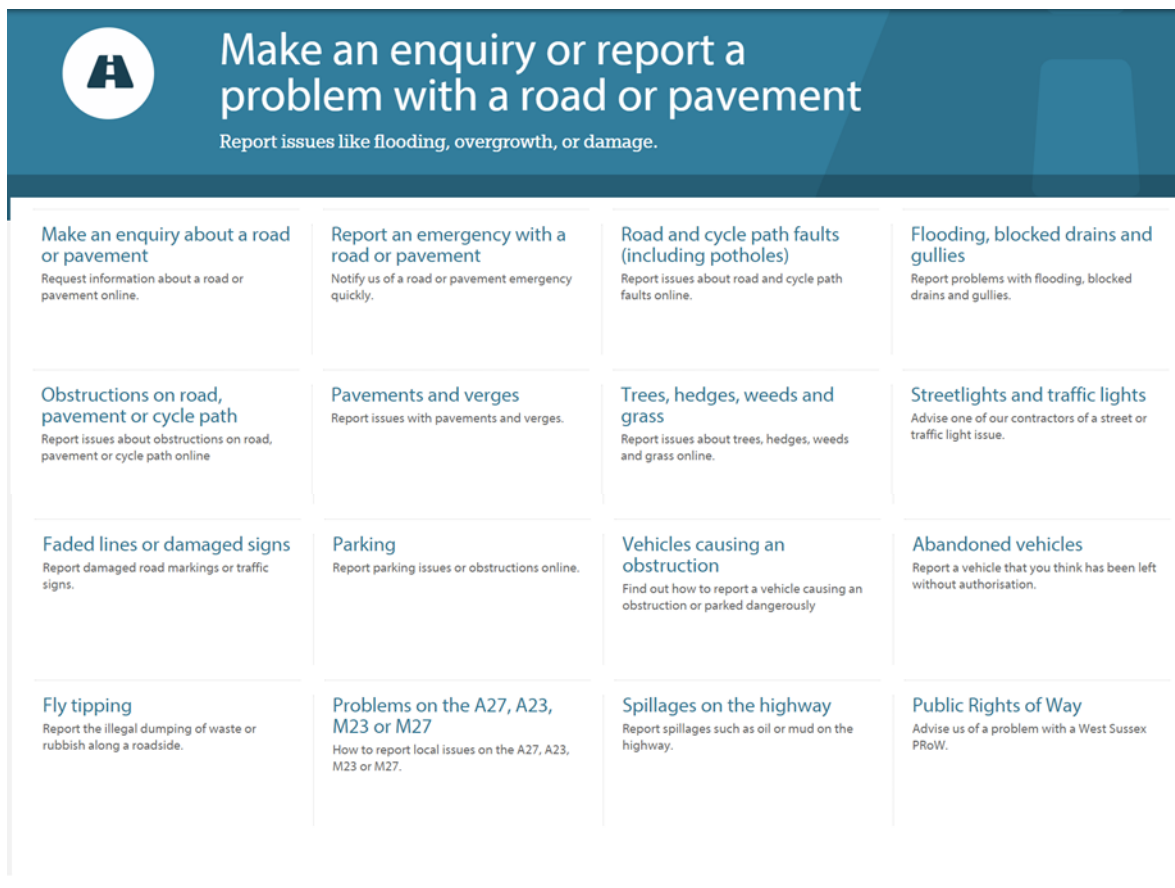 Make an enquiry or report a
problem with a road or pavement
Report issues like flooding, overgrowth, or damage.
Make an enquiry about a road
or pavement
Request information about a road or
pavement online.
Report an emergency with a
road or pavement
Notify us of a road or pavement emergency
quickly.
Road and cycle path faults
(including potholes)
Report issues about road and cycle path
faults online.
Flooding, blocked drains and
gullies
Report problems with flooding, blocked
drains and gullies.
Obstructions on road,
pavement or cycle path
Report issues about obstructions on road,
pavement or cycle path online
Pavements and verges
Report issues with pavements and verges.
Trees, hedges, weeds and
grass
Report issues about trees, hedges, weeds
and grass online.
Streetlights and traffic lights
Advise one of our contractors of a street or
traffic light issue.
Faded lines or damaged signs
Report damaged road markings or traffic
signs.
Parking
Report parking issues or obstructions online.
Vehicles causing an
obstruction
Find out how to report a vehicle causing an
obstruction or parked dangerously
Abandoned vehicles
Report a vehicle that you think has been left
without authorisation.
Fly tipping
Report the illegal dumping of waste or
rubbish along a roadside.
Problems on the A27, A23,
M23 or M27
How to report local issues on the A27, A23,
M23 or M27.
Spillages on the highway
Report spillages such as oil or mud on the
highway.
Public Rights of Way
Advise us of a problem with a West Sussex
PRoW.